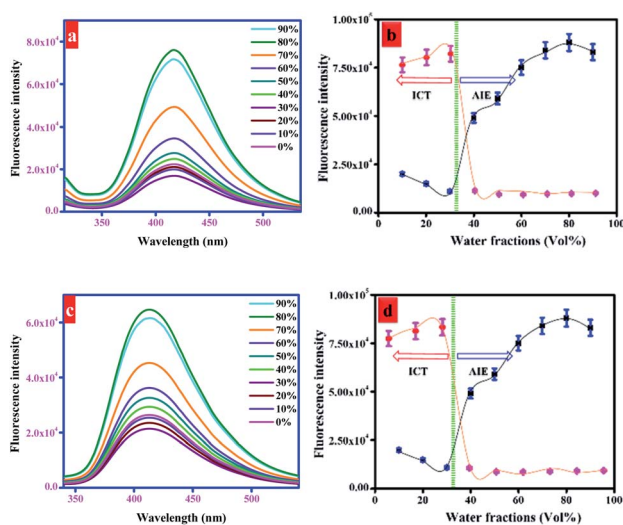 a
Fluorescence intensity
8.0x10⁴
6.0x10⁴
4.0x10⁴
2.0x10⁴
0.0
350 400 450 500
Wavelength (nm)
90%
80%
70%
60%
50%
40%
30%
20%
10%
0%
b
Fluorescence intensity
1.00x10⁵
7.50x10⁴
5.00x10⁴
2.50x10⁴
0.00
0 20 40 60 80 100
ICT
AIE
Water fractions (Vol%)
c
Fluorescence intensity
6.0x10⁴
4.0x10⁴
2.0x10⁴
0.0
350 400 450 500
Wavelength (nm)
90%
80%
70%
60%
50%
40%
30%
20%
10%
0%
d
Fluorescence intensity
1.00x10⁵
7.50x10⁴
5.00x10⁴
2.50x10⁴
0.00
0 20 40 60 80 100
ICT
AIE
Water fractions (Vol%)